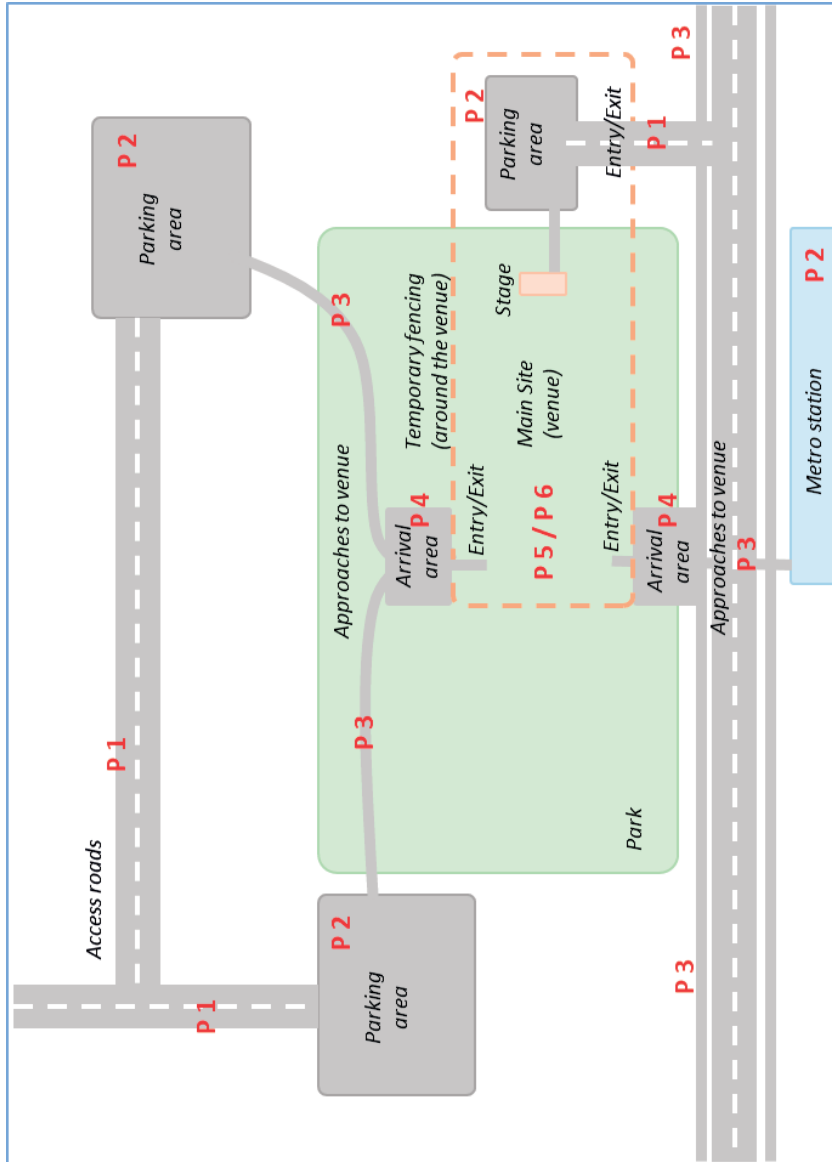 P 3
P 2
Parking
area
P 2
Parking
area
Entry/Exit
P 1
P 3
Stage
Temporary fencing
(around the venue)
Main Site
(venue)
P 2
Metro station
Approaches to venue
P 4
Arrival
area
Entry/Exit
P 5 / P 6
Entry/Exit
P 4
Arrival
area
Approaches to venue
P 3
P 3
P 1
Park
Access roads
P 2
Parking
area
P 1
P 3